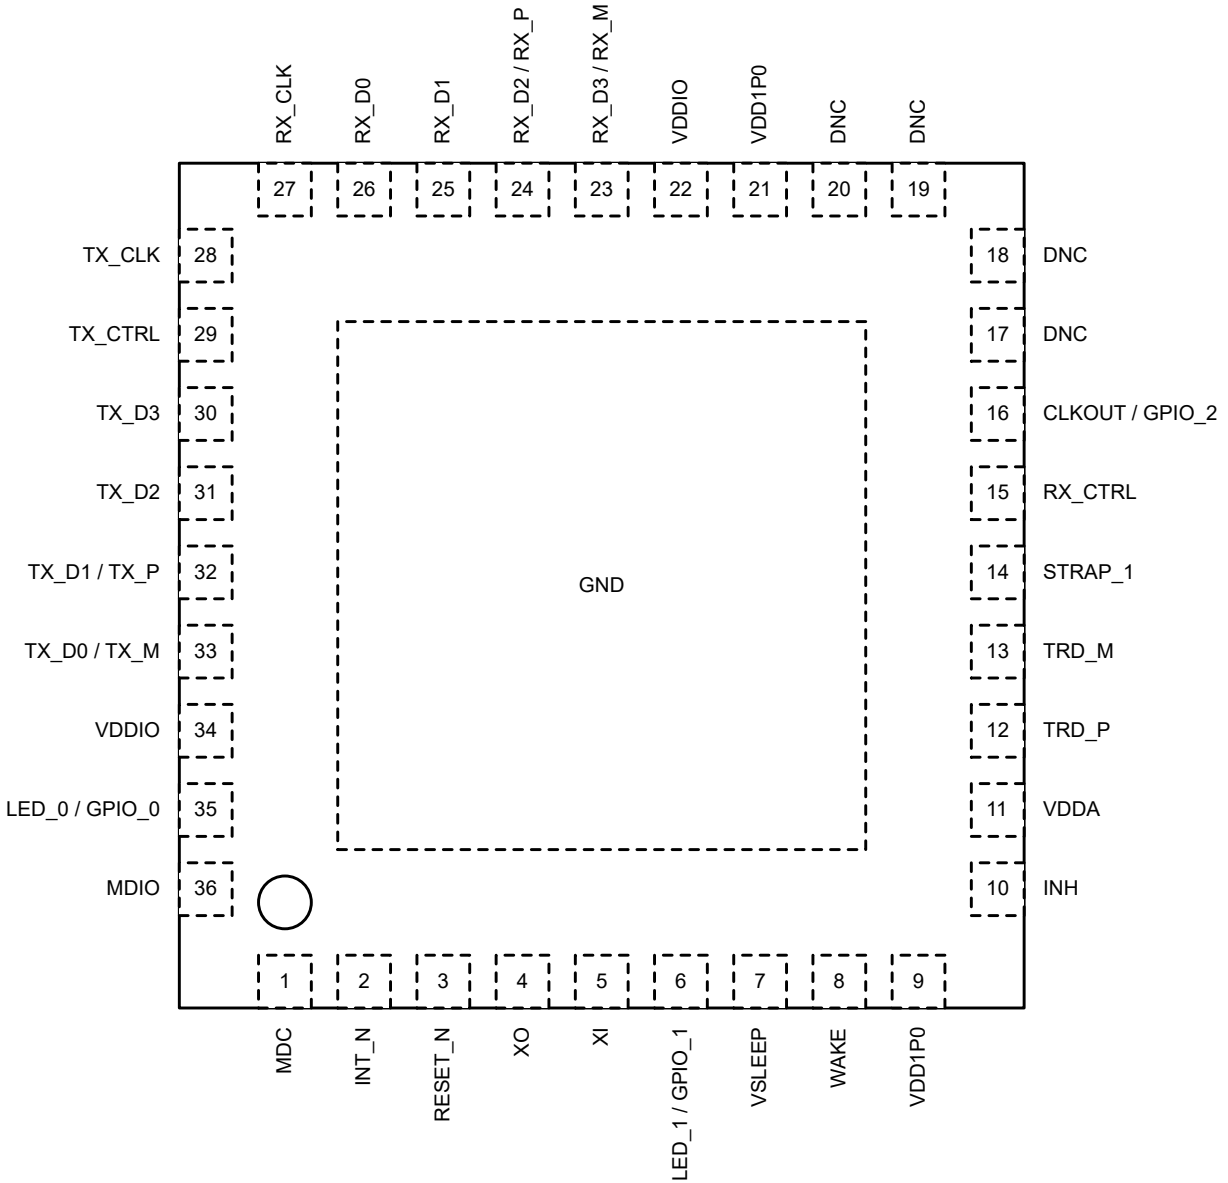 RX_CLK
RX_D0
RX_D1
RX_D2 / RX_P
RX_D3 / RX_M
VDDIO
VDD1P0
DNC
DNC
27
26
25
24
23
22
21
20
19
TX_CLK
28
18
DNC
TX_CTRL
29
17
DNC
TX_D3
30
16
CLKOUT / GPIO_2
TX_D2
31
15
RX_CTRL
TX_D1 / TX_P
32
14
STRAP_1
GND
TX_D0 / TX_M
33
13
TRD_M
VDDIO
34
12
TRD_P
LED_0 / GPIO_0
35
11
VDDA
MDIO
36
10
INH
1
2
3
4
5
6
7
8
9
MDC
INT_N
RESET_N
XO
XI
LED_1 / GPIO_1
VSLEEP
WAKE
VDD1P0